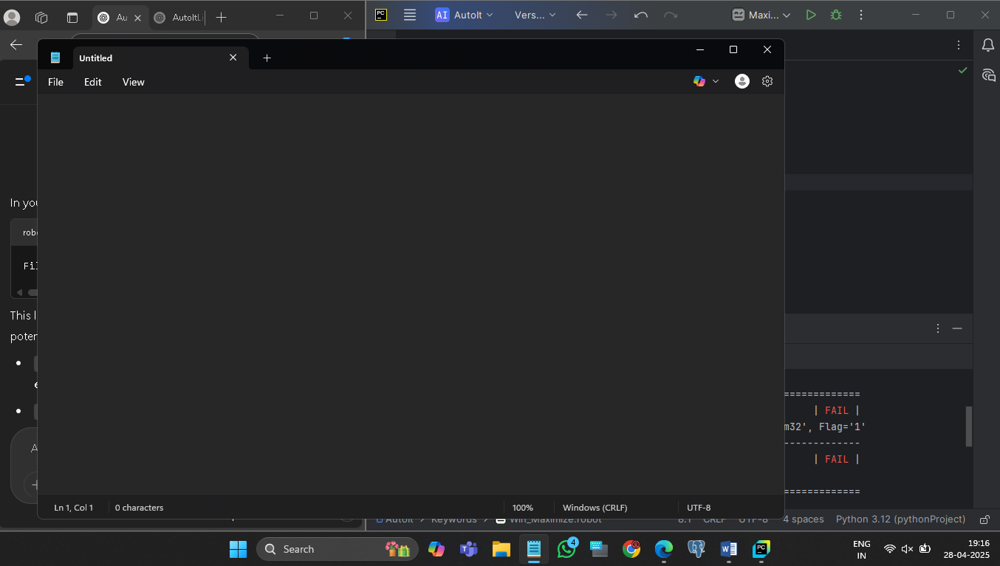 Au
AutoItL
PC
AI AutoIt
Vers...
Maxi...
Untitled
File Edit View
In you
robo
Fil
This l
poten
e
A
=============
| FAIL |
m32', Flag='1'
-------------
| FAIL |
=============
Ln 1, Col 1
0 characters
100%
Windows (CRLF)
UTF-8
AutoIt
Keywords
Win_Maximize.robot
8:1
CRLF
UTF-8
4 spaces
Python 3.12 (pythonProject)
Search
4
PC
ENG
IN
19:16
28-04-2025